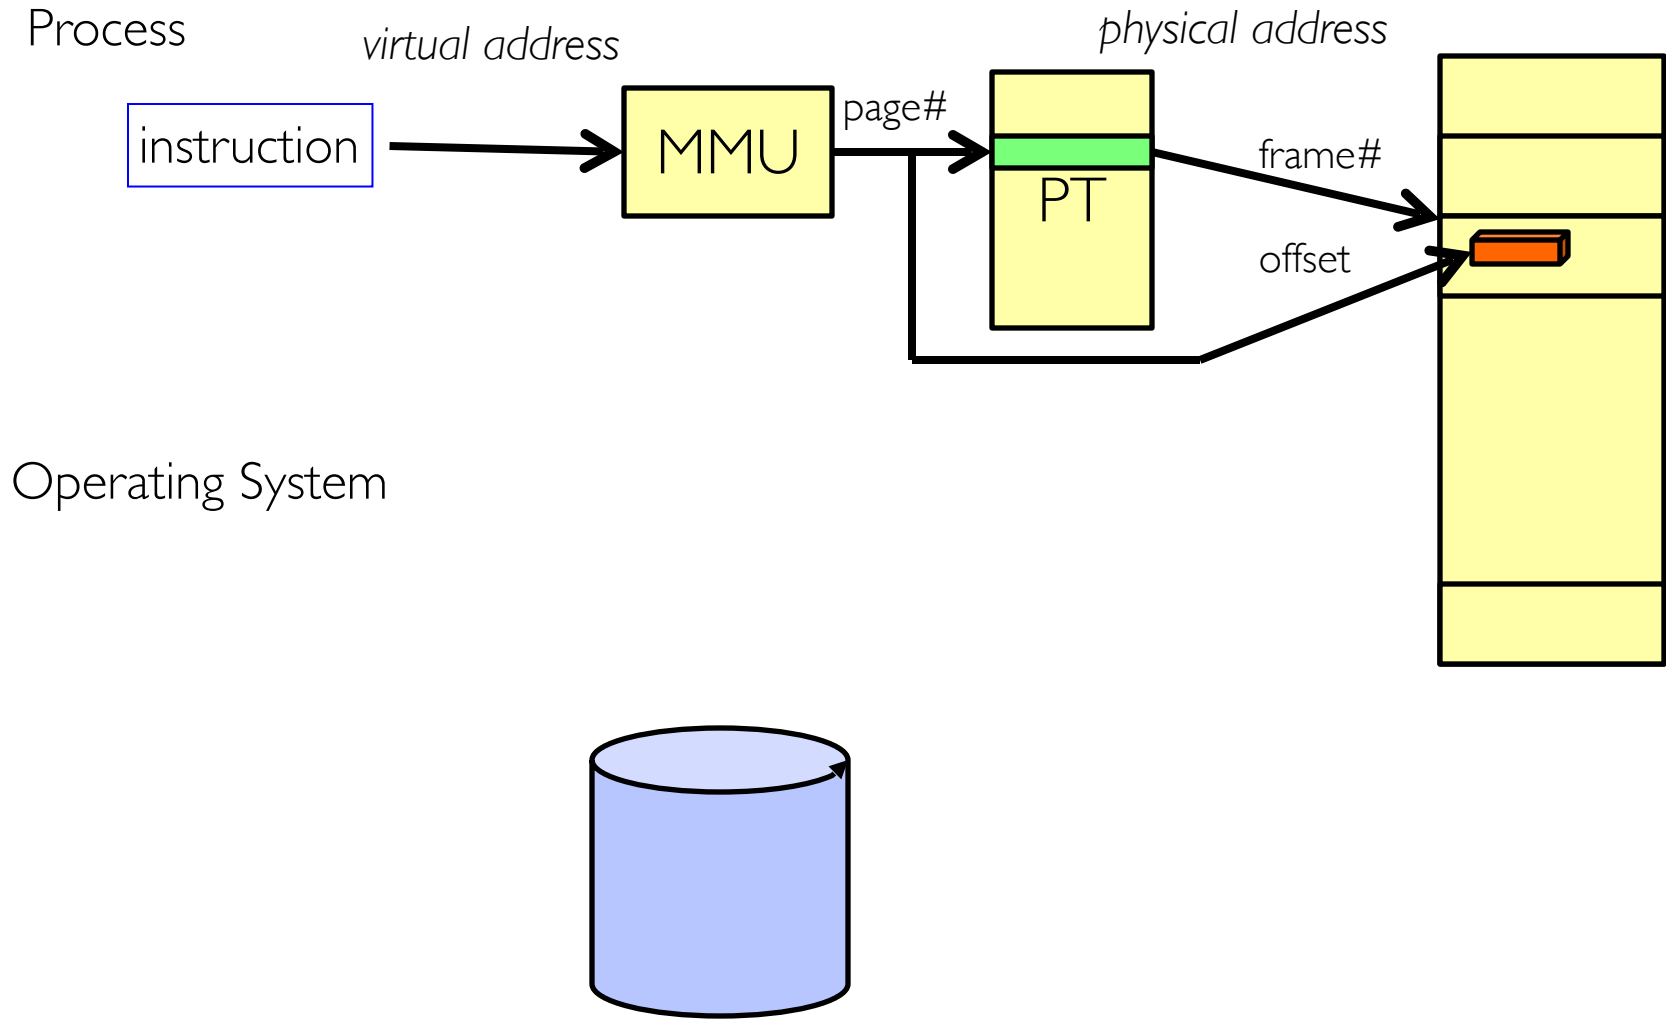 Process
virtual address
physical address
instruction
MMU
page#
PT
frame#
offset
Operating System